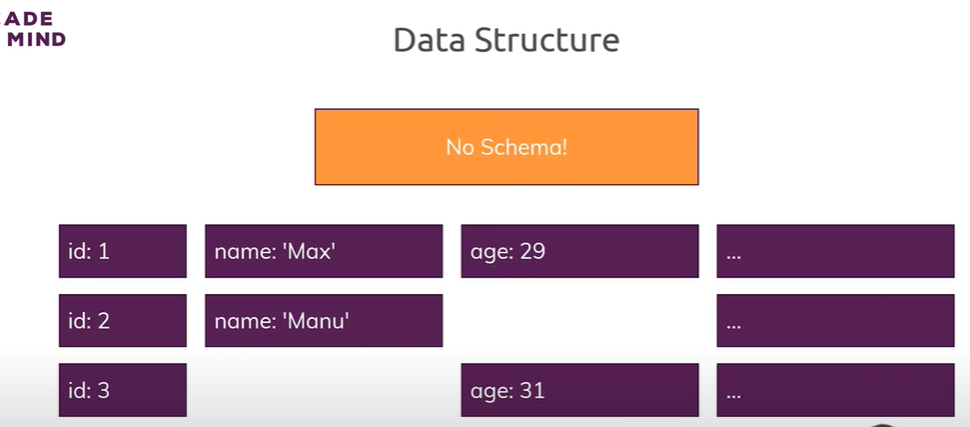 ADE
MIND
Data Structure
No Schema!
id: 1 name: 'Max' age: 29 ...
id: 2 name: 'Manu' ...
id: 3 age: 31 ...